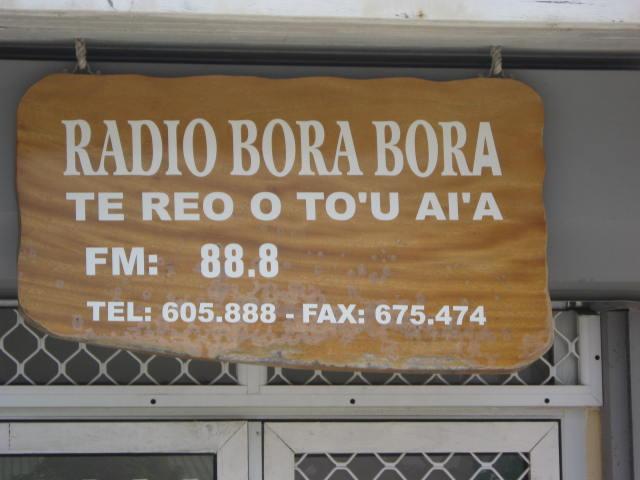 RADIO BORA BORA
TE REO O TO'U AI'A
FM: 88.8
TEL: 605.888 - FAX: 675.474